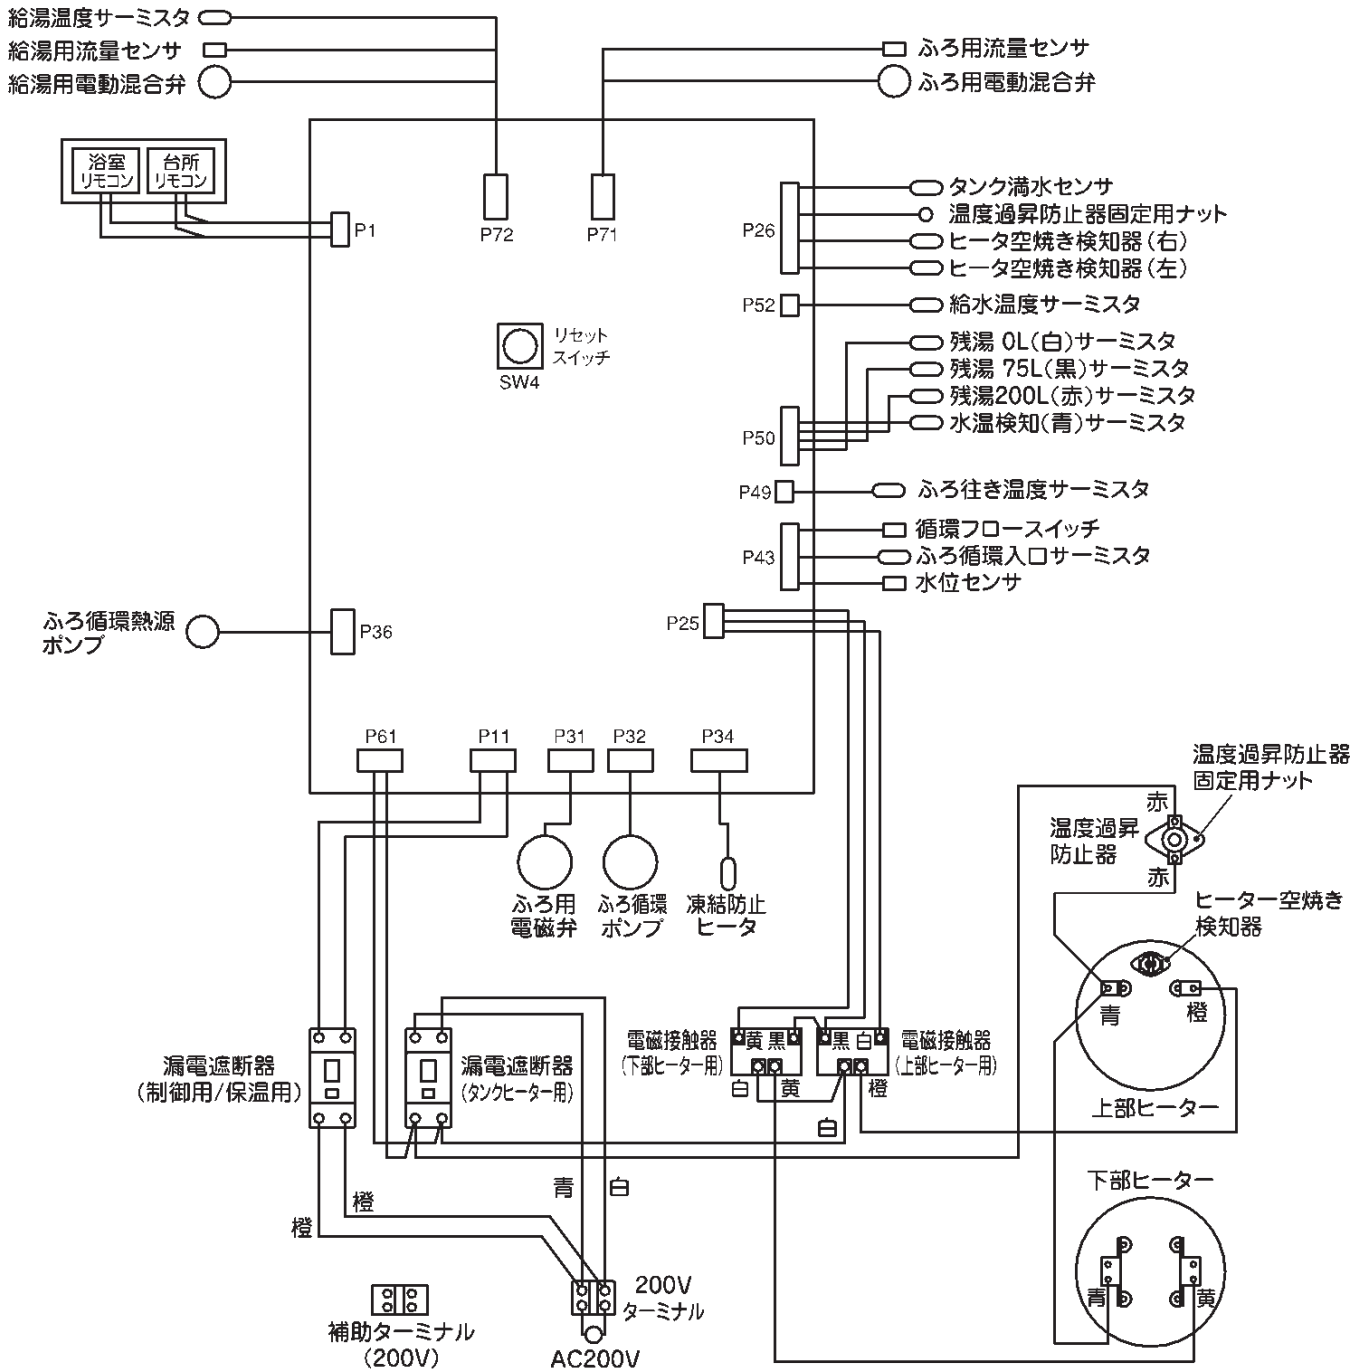 給湯温度サーミスタ
給湯用流量センサ
給湯用電動混合弁
ふろ用流量センサ
ふろ用電動混合弁
浴室
リモコン
台所
リモコン
P1
P72
P71
P26
タンク満水センサ
温度過昇防止器固定用ナット
ヒータ空焼き検知器(右)
ヒータ空焼き検知器(左)
P52
給水温度サーミスタ
リセット
スイッチ
SW4
残湯 0L(白)サーミスタ
残湯 75L(黒)サーミスタ
残湯200L(赤)サーミスタ
水温検知(青)サーミスタ
P50
P49
ふろ往き温度サーミスタ
循環フロースイッチ
P43
ふろ循環入口サーミスタ
水位センサ
ふろ循環熱源
ポンプ
P36
P25
P61
P11
P31
P32
P34
温度過昇防止器
固定用ナット
赤
温度過昇
防止器
赤
ふろ用
電磁弁
ふろ循環
ポンプ
凍結防止
ヒータ
ヒーター空焼き
検知器
青
橙
上部ヒーター
漏電遮断器
(制御用/保温用)
漏電遮断器
(タンクヒーター用)
電磁接触器
(下部ヒーター用)
黄
黒
白
黄
黒
白
橙
電磁接触器
(上部ヒーター用)
白
下部ヒーター
青
黄
青
白
橙
橙
200V
ターミナル
補助ターミナル
(200V)
AC200V